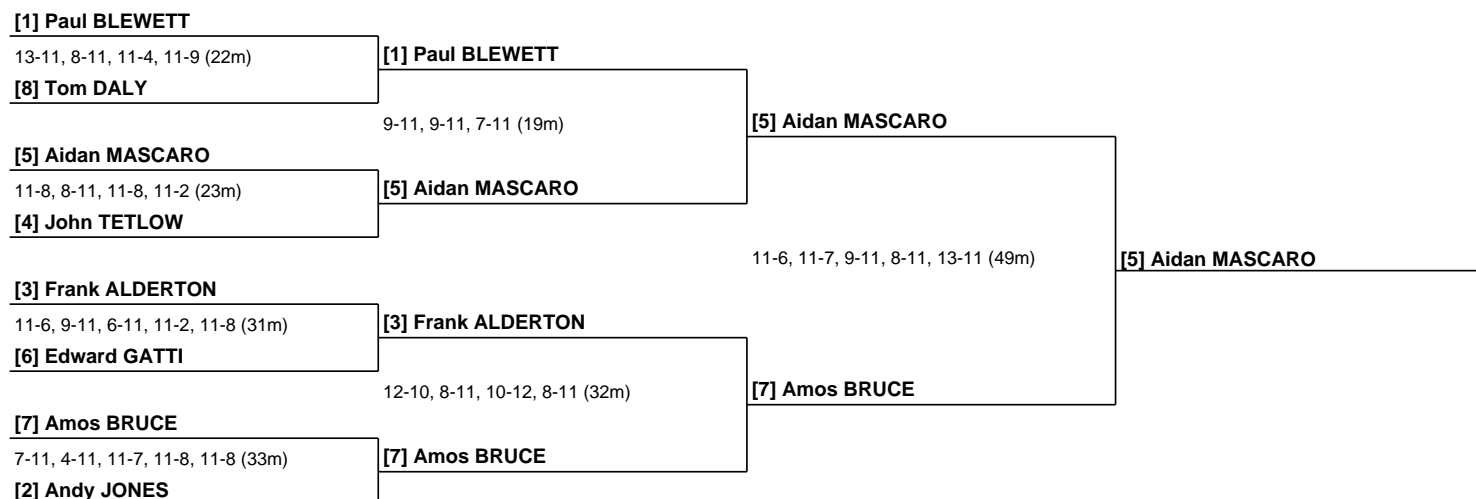 [1] Paul BLEWETT
13-11, 8-11, 11-4, 11-9 (22m)
[8] Tom DALY
[5] Aidan MASCARO
11-8, 8-11, 11-8, 11-2 (23m)
[4] John TETLOW
[3] Frank ALDERTON
11-6, 9-11, 6-11, 11-2, 11-8 (31m)
[6] Edward GATTI
[7] Amos BRUCE
7-11, 4-11, 11-7, 11-8, 11-8 (33m)
[2] Andy JONES
[1] Paul BLEWETT
9-11, 9-11, 7-11 (19m)
[5] Aidan MASCARO
[3] Frank ALDERTON
12-10, 8-11, 10-12, 8-11 (32m)
[7] Amos BRUCE
[5] Aidan MASCARO
11-6, 11-7, 9-11, 8-11, 13-11 (49m)
[7] Amos BRUCE
[5] Aidan MASCARO